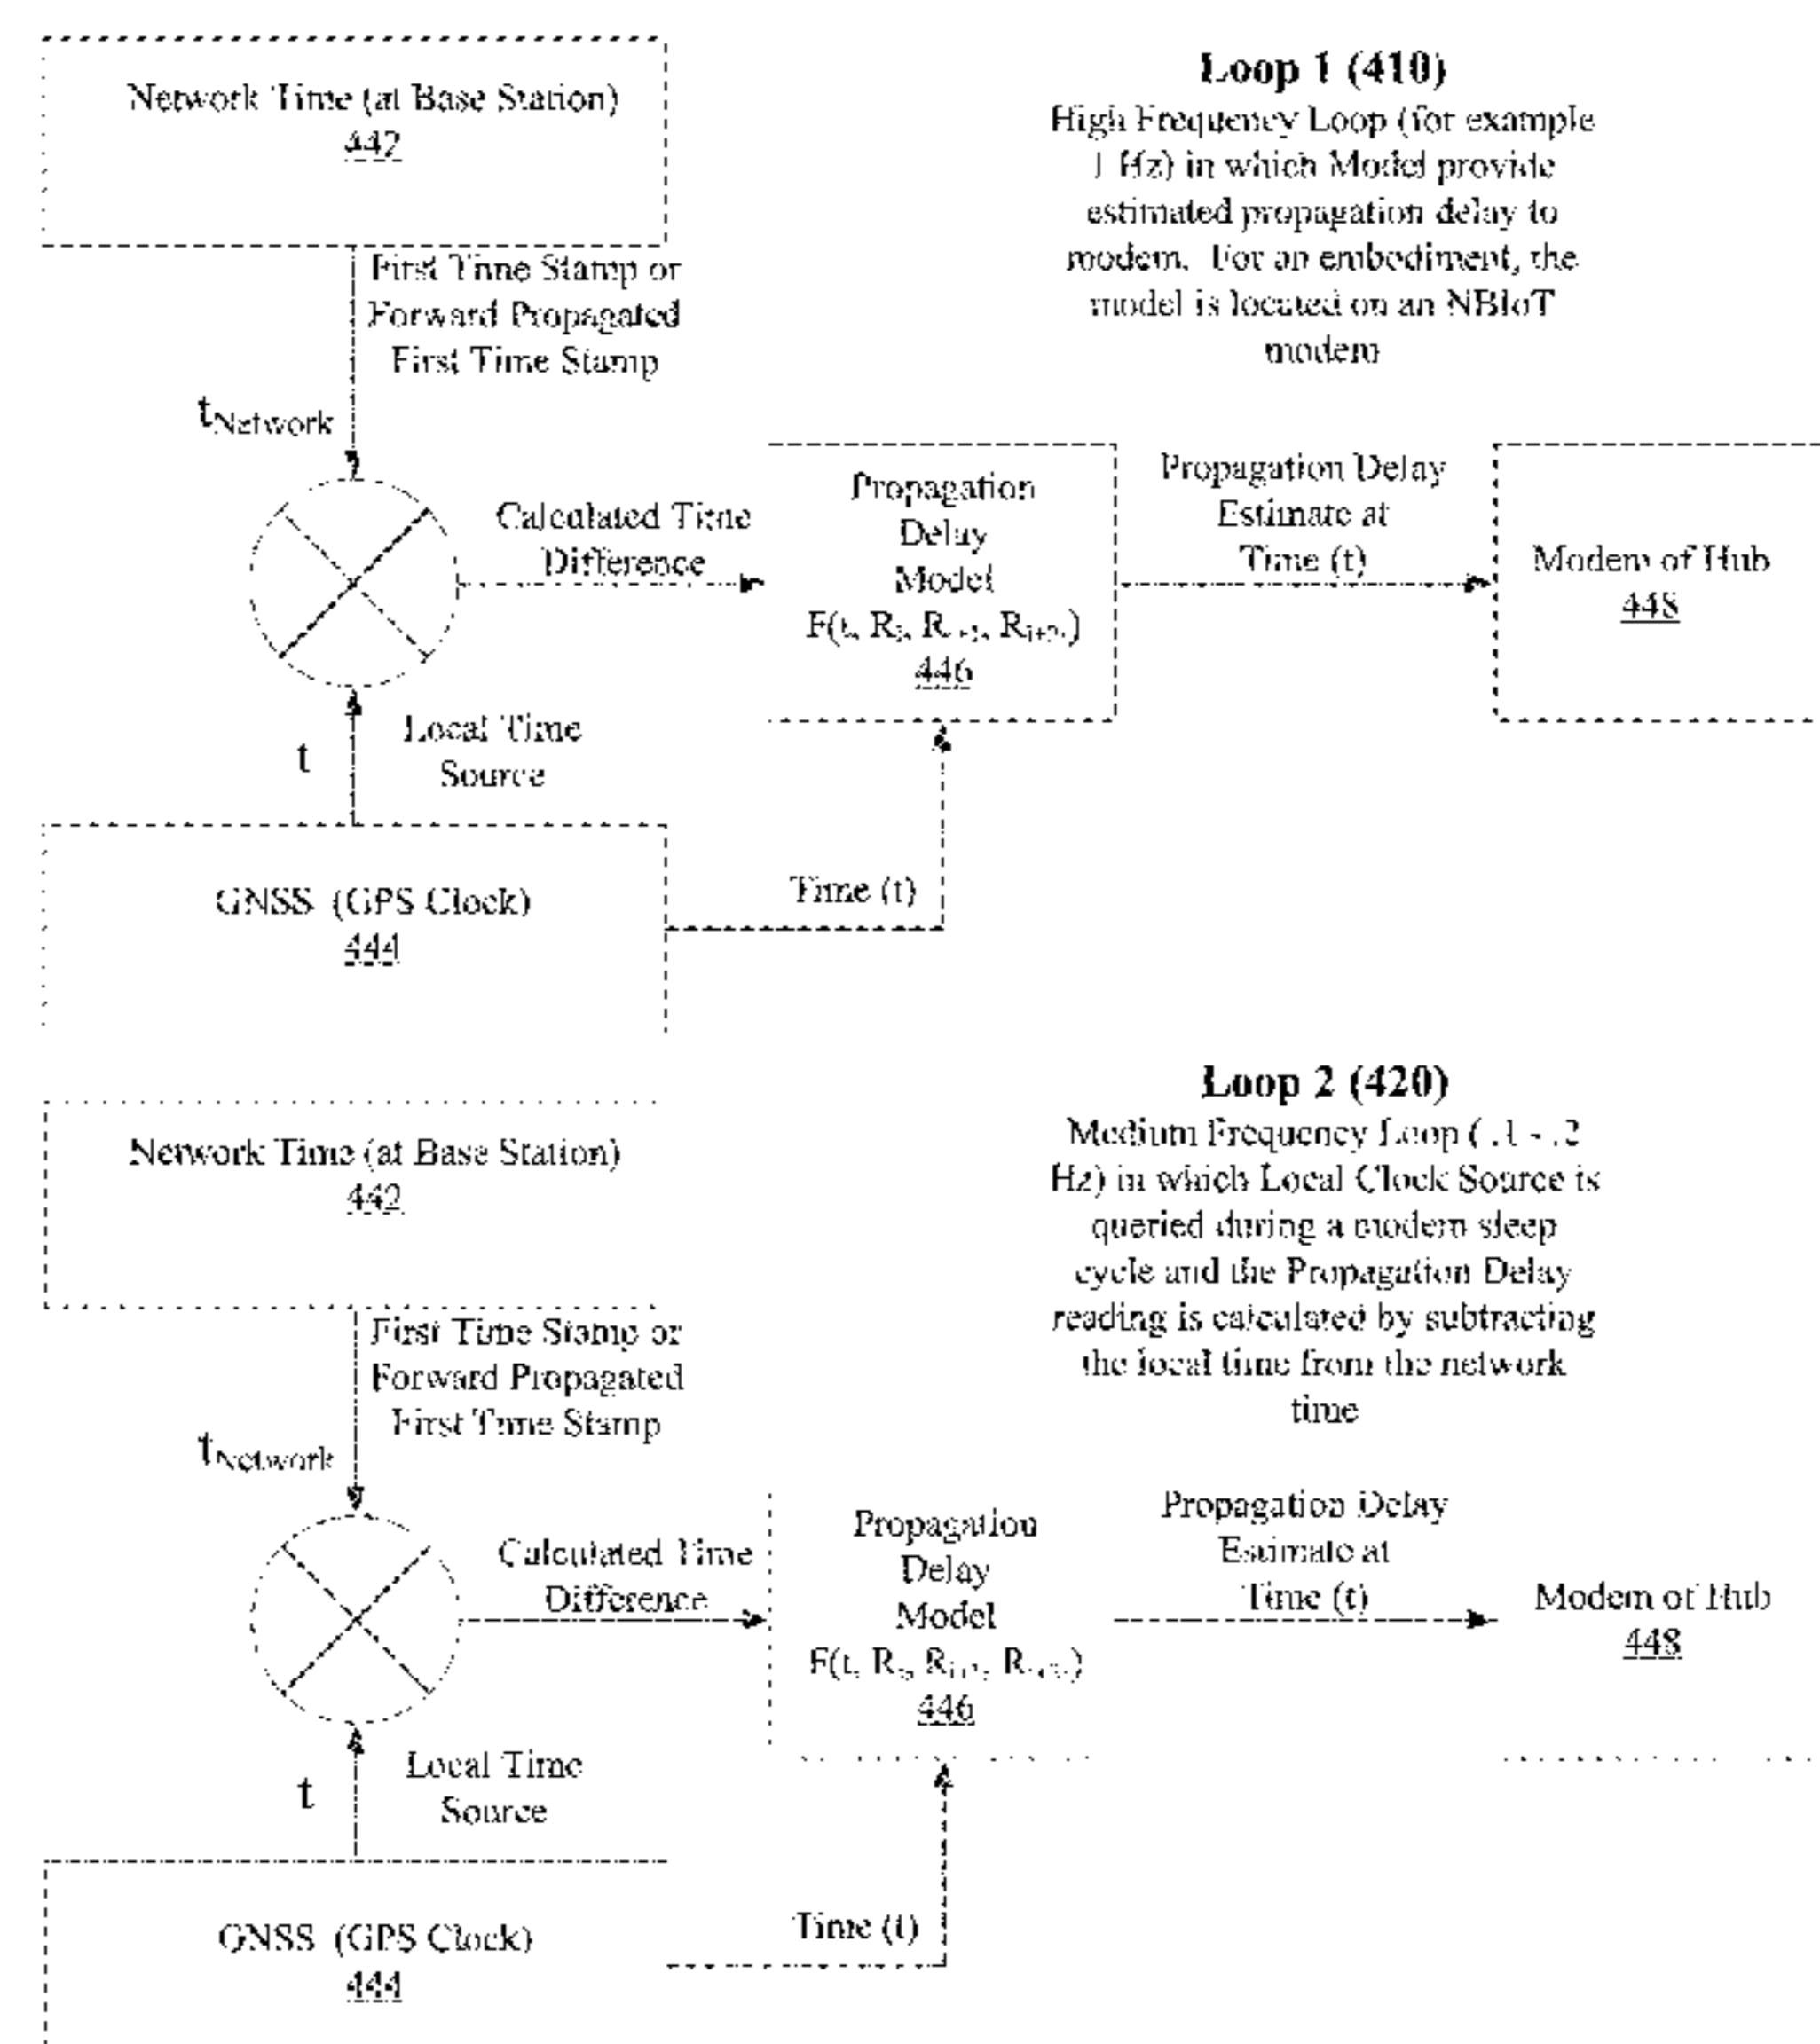 Network Time (at Base Station)
442
Loop 1 (410)
High Frequency Loop (for example
1 Hz) in which Model provide
estimated propagation delay to
modem. For an embodiment, the
model is located on an NBIoT
modem
First Time Stamp or
Forward Propagated
First Time Stamp
tNetwork
Calculated Time
Difference
Propagation
Delay
Model
446
Propagation Delay
Estimate at
Time (t)
Modem of Hub
448
Local Time
Source
t
GNSS (GPS Clock)
444
Time (t)
Loop 2 (420)
Medium Frequency Loop ( .1 - .2
Hz) in which Local Clock Source is
queried during a modem sleep
cycle and the Propagation Delay
reading is calculated by subtracting
the local time from the network
time
Network Time (at Base Station)
442
First Time Stamp or
Forward Propagated
First Time Stamp
tNetwork
Calculated Time
Difference
Propagation
Delay
Model
446
Propagation Delay
Estimate at
Time (t)
Modem of Hub
448
Local Time
Source
t
GNSS (GPS Clock)
444
Time (t)